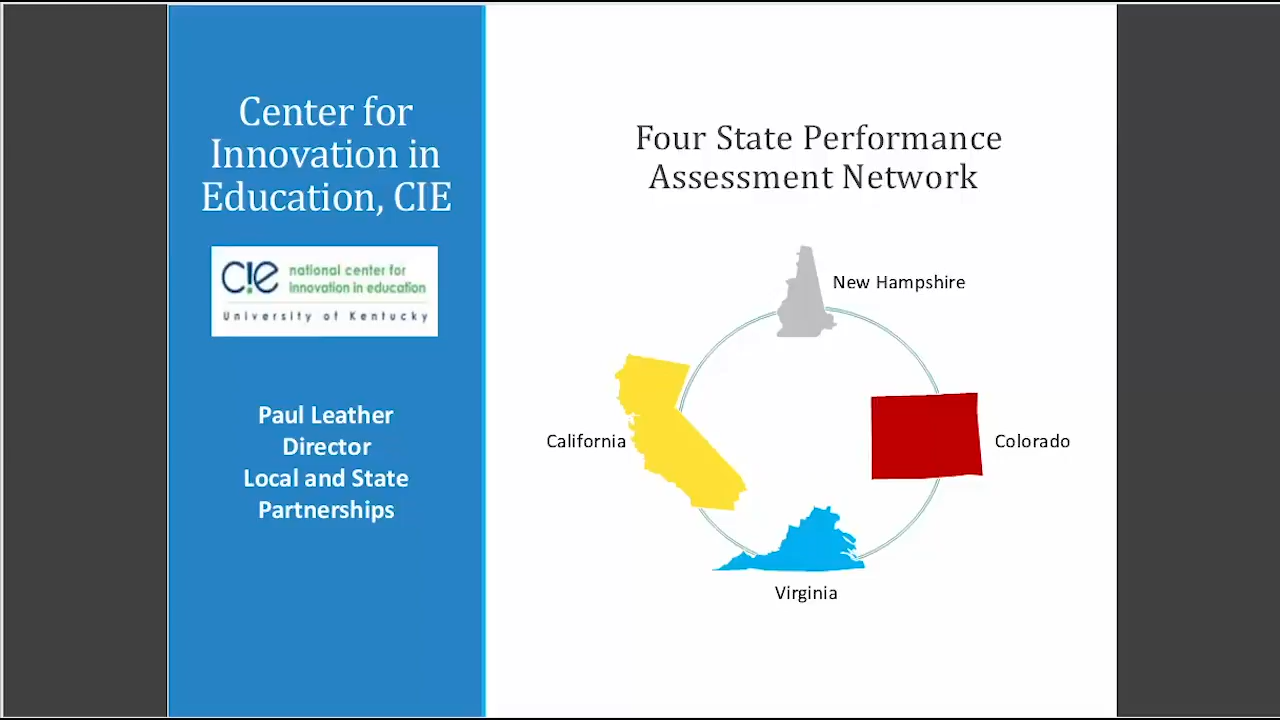 Center for
Innovation in
Education, CIE
cie national center for
innovation in education
University of Kentucky
Paul Leather
Director
Local and State
Partnerships
Four State Performance
Assessment Network
New Hampshire
California
Colorado
Virginia